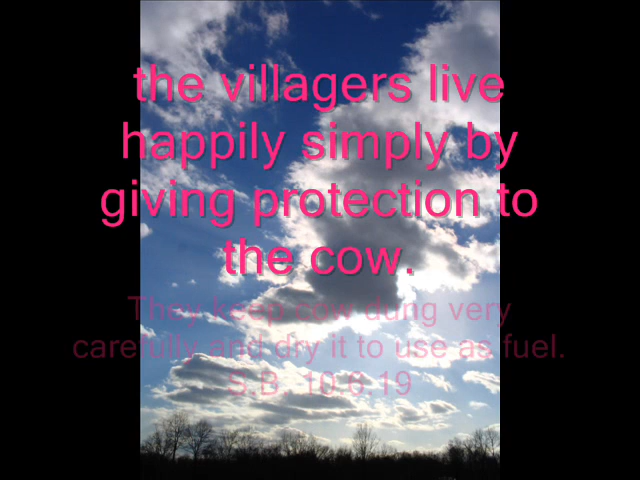 the villagers live
happily simply by
giving protection to
the cow.
They keep cow dung very
carefully and dry it to use as fuel.
S.B. 10.6.19